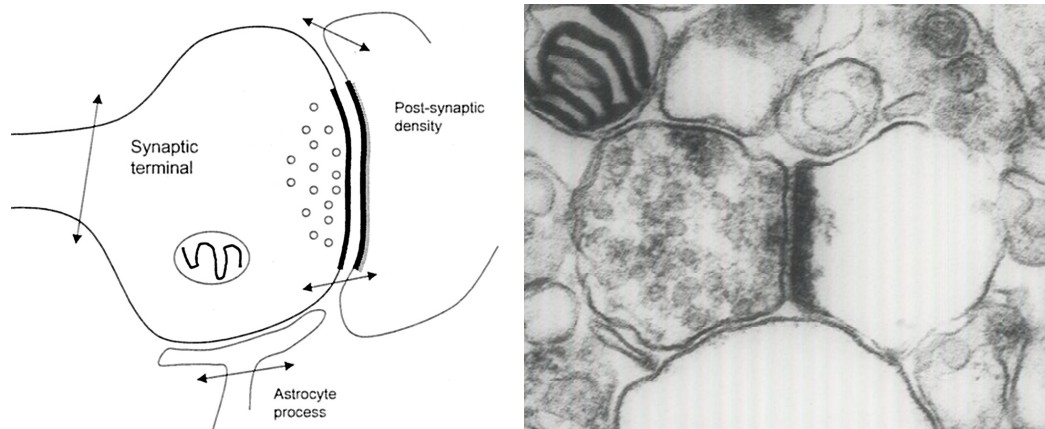 Post-synaptic
density
Synaptic
terminal
Astrocyte
process